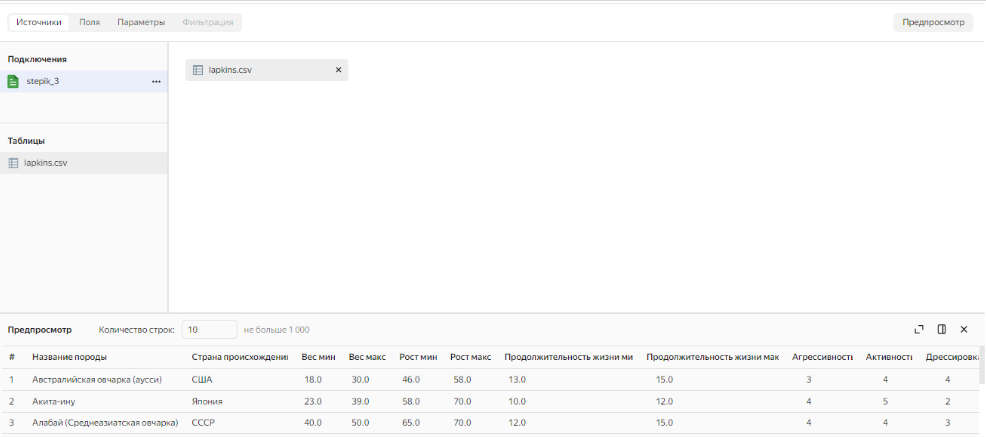 Источники Поля Параметры Фильтрация Предпросмотр
Подключения
stepik_3 •••
lapkins.csv ×
Таблицы
lapkins.csv
Предпросмотр Количество строк: 10 не больше 1 000
# Название породы Страна происхождени Вес мин Вес макс Рост мин Рост макс Продолжительность жизни ми Продолжительность жизни мак Агрессивность Активность Дрессировка
1 Австралийская овчарка (аусси) США 18.0 30.0 46.0 58.0 13.0 15.0 3 4 4
2 Акита-ину Япония 23.0 39.0 58.0 70.0 10.0 12.0 4 5 2
3 Алабай (Среднеазиатская овчарка) СССР 40.0 50.0 65.0 70.0 12.0 15.0 4 4 3